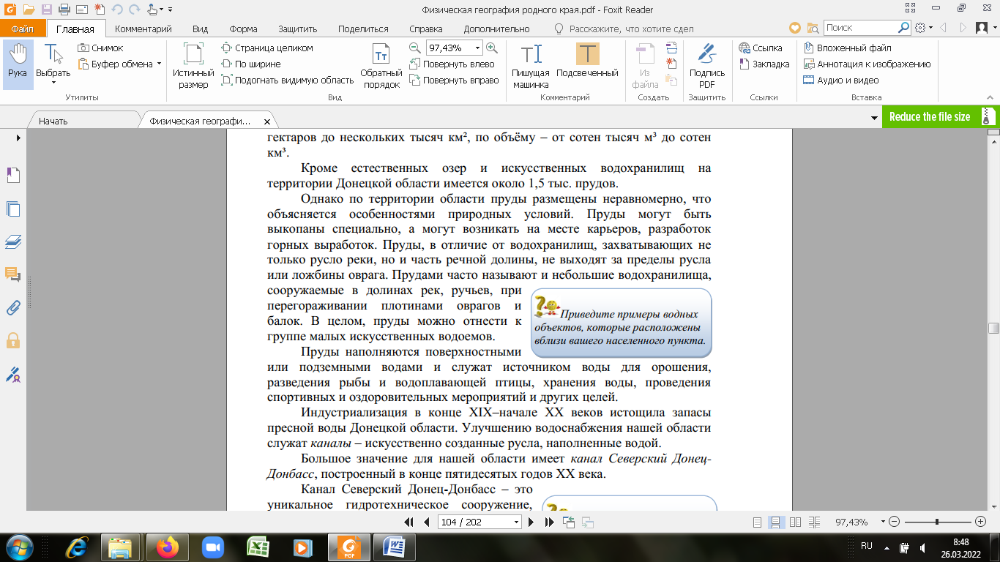 Физическая география родного края.pdf - Foxit Reader
Файл Главная Комментарий Вид Форма Защитить Поделиться Справка Дополнительно Расскажите, что хотите сдел Поиск
Рука
Выбрать
Снимок
Буфер обмена
Утилиты
Истинный размер
Страница целиком
По ширине
Подогнать видимую область
Обратный порядок
97,43%
Повернуть влево
Повернуть вправо
Вид
Пишущая машинка
Подсвеченный
Комментарий
Из файла
Создать
Подпись PDF
Защитить
Ссылка
Закладка
Ссылки
Вложенный файл
Аннотация к изображению
Аудио и видео
Вставка
Начать Физическая географи... Reduce the file size
гектаров до нескольких тысяч км², по объёму – от сотен тысяч м³ до сотен
км³.
Кроме естественных озер и искусственных водохранилищ на
территории Донецкой области имеется около 1,5 тыс. прудов.
Однако по территории области пруды размещены неравномерно, что
объясняется особенностями природных условий. Пруды могут быть
выкопаны специально, а могут возникать на месте карьеров, разработок
горных выработок. Пруды, в отличие от водохранилищ, захватывающих не
только русло реки, но и часть речной долины, не выходят за пределы русла
или ложбины оврага. Прудами часто называют и небольшие водохранилища,
сооружаемые в долинах рек, ручьев, при
перегораживании плотинами оврагов и
балок. В целом, пруды можно отнести к
группе малых искусственных водоемов.
Приведите примеры водных
объектов, которые расположены
вблизи вашего населенного пункта.
Пруды наполняются поверхностными
или подземными водами и служат источником воды для орошения,
разведения рыбы и водоплавающей птицы, хранения воды, проведения
спортивных и оздоровительных мероприятий и других целей.
Индустриализация в конце XIX–начале XX веков истощила запасы
пресной воды Донецкой области. Улучшению водоснабжения нашей области
служат каналы – искусственно созданные русла, наполненные водой.
Большое значение для нашей области имеет канал Северский Донец-
Донбасс, построенный в конце пятидесятых годов XX века.
Канал Северский Донец-Донбасс – это
уникальное гидротехническое сооружение,
104 / 202 97,43%
PDF
RU
8:48
26.03.2022